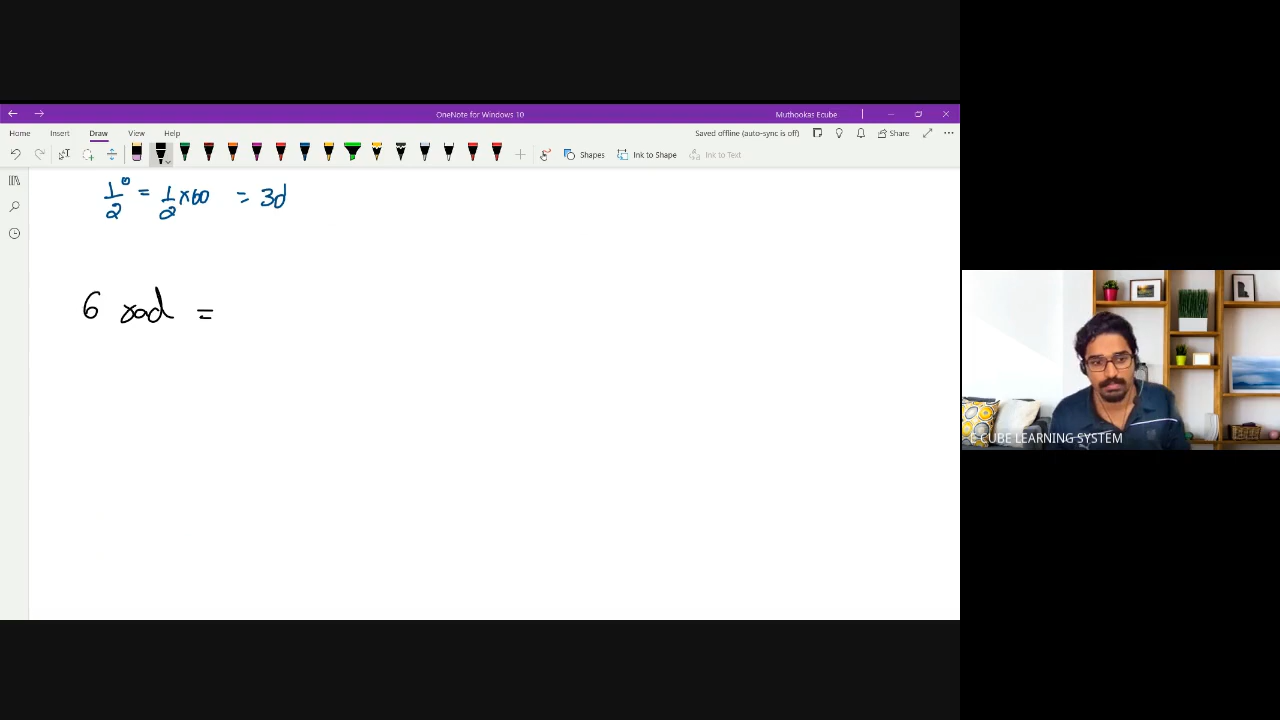 OneNote for Windows 10
Muthookas Ecube
Home Insert Draw View Help
Saved offline (auto-sync is off) Share
Shapes Ink to Shape Ink to Text
1/2° = 1/2 × 60 = 30'
6 rad =
E CUBE LEARNING SYSTEM